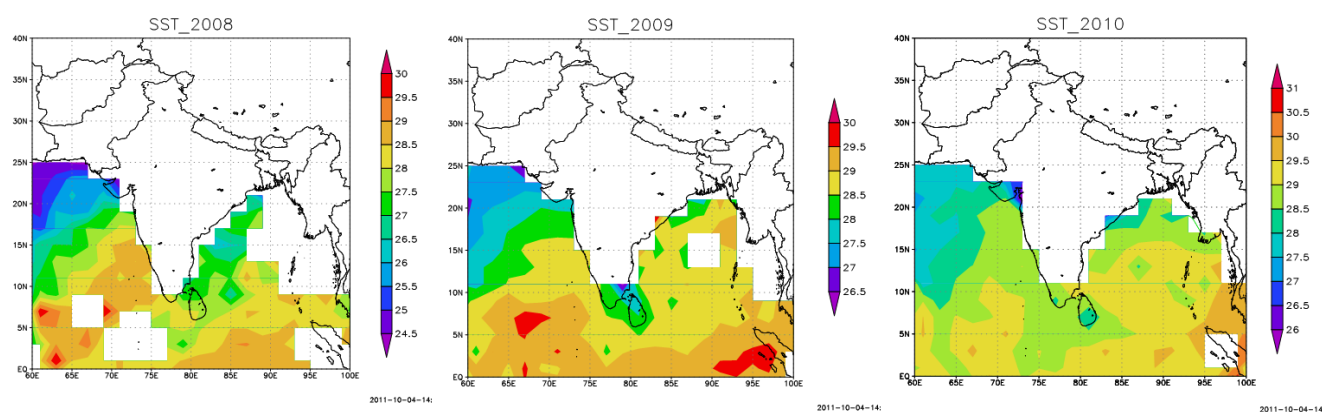 SST_2008
40N
35N
30N
25N
20N
15N
10N
5N
EQ
60E 65E 70E 75E 80E 85E 90E 95E 100E
30
29.5
29
28.5
28
27.5
27
26.5
26
25.5
25
24.5
2011-10-04-14:
SST_2009
40N
35N
30N
25N
20N
15N
10N
5N
EQ
60E 65E 70E 75E 80E 85E 90E 95E 100E
30
29.5
29
28.5
28
27.5
27
26.5
2011-10-04-14:
SST_2010
40N
35N
30N
25N
20N
15N
10N
5N
EQ
60E 65E 70E 75E 80E 85E 90E 95E 100E
31
30.5
30
29.5
29
28.5
28
27.5
27
26.5
26
2011-10-04-14